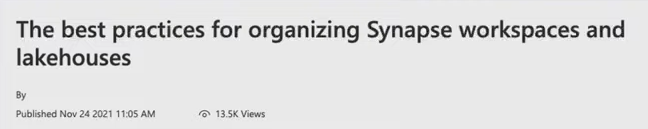 The best practices for organizing Synapse workspaces and
lakehouses
By
Published Nov 24 2021 11:05 AM 13.5K Views